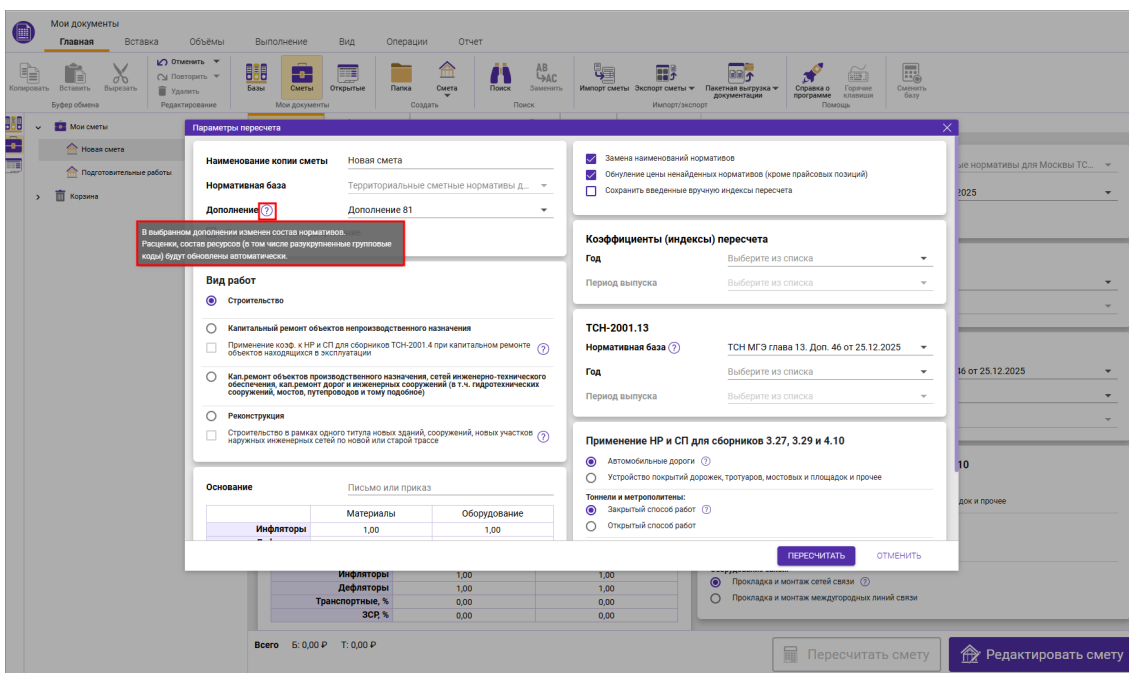 Мои документы
Главная Вставка Объёмы Выполнение Вид Операции Отчет
Копировать Вставить Вырезать
Отменить
Повторить
Удалить
Базы Сметы Открытые Папка Смета Поиск Заменить Импорт сметы Экспорт сметы Пакетная выгрузка документации Справка о программе Горячие клавиши Сменить базу
Буфер обмена Редактирование Мои документы Создать Поиск Импорт/экспорт Помощь
Мои сметы
Новая смета
Подготовительные работы
Корзина
Параметры пересчета
Наименование копии сметы Новая смета
Нормативная база Территориальные сметные нормативы д...
Дополнение ? Дополнение 81
В выбранном дополнении изменен состав нормативов.
Расценки, состав ресурсов (в том числе разукрупненные групповые
коды) будут обновлены автоматически.
Вид работ
Строительство
Капитальный ремонт объектов непроизводственного назначения
Применение коэф. к НР и СП для сборников ТСН-2001.4 при капитальном ремонте
объектов находящихся в эксплуатации ?
Кап.ремонт объектов производственного назначения, сетей инженерно-технического
обеспечения, кап.ремонт дорог и инженерных сооружений (в т.ч. гидротехнических
сооружений, мостов, путепроводов и тому подобное)
Реконструкция
Строительство в рамках одного титула новых зданий, сооружений, новых участков
наружных инженерных сетей по новой или старой трассе ?
Основание Письмо или приказ
Материалы Оборудование
Инфляторы 1,00 1,00
Замена наименований нормативов
Обнуление цены ненайденных нормативов (кроме прайсовых позиций)
Сохранить введенные вручную индексы пересчета
Коэффициенты (индексы) пересчета
Год Выберите из списка
Период выпуска Выберите из списка
ТСН-2001.13
Нормативная база ? ТСН МГЭ глава 13. Доп. 46 от 25.12.2025
Год Выберите из списка
Период выпуска Выберите из списка
Применение НР и СП для сборников 3.27, 3.29 и 4.10
Автомобильные дороги ?
Устройство покрытий дорожек, тротуаров, мостовых и площадок и прочее
Тоннели и метрополитены:
Закрытый способ работ ?
Открытый способ работ
ПЕРЕСЧИТАТЬ ОТМЕНИТЬ
ые нормативы для Москвы ТС...
2025
46 от 25.12.2025
10
док и прочее
Инфляторы 1,00 1,00
Дефляторы 1,00 1,00
Транспортные, % 0,00 0,00
ЗСР, % 0,00 0,00
Прокладка и монтаж сетей связи ?
Прокладка и монтаж междугородных линий связи
Всего Б: 0,00 ₽ Т: 0,00 ₽
Пересчитать смету
Редактировать смету